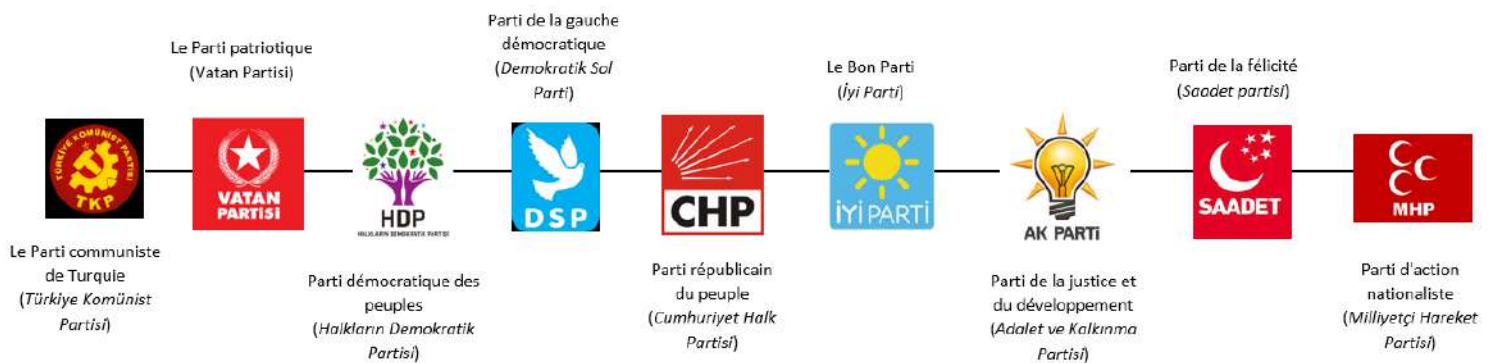 Le Parti patriotique
(Vatan Partisi)
Parti de la gauche
démocratique
(Demokratik Sol
Parti)
Le Bon Parti
(İyi Parti)
Parti de la félicité
(Saadet partisi)
TÜRKİYE KOMÜNİST PARTİSİ
TKP
VATAN
PARTİSİ
HDP
HALKLARIN DEMOKRATİK PARTİSİ
DSP
CHP
İYİ PARTİ
AK PARTİ
SAADET
MHP
Le Parti communiste
de Turquie
(Türkiye Komünist
Partisi)
Parti démocratique des
peuples
(Halkların Demokratik
Partisi)
Parti républicain
du peuple
(Cumhuriyet Halk
Partisi)
Parti de la justice et
du développement
(Adalet ve Kalkınma
Partisi)
Parti d'action
nationaliste
(Milliyetçi Hareket
Partisi)